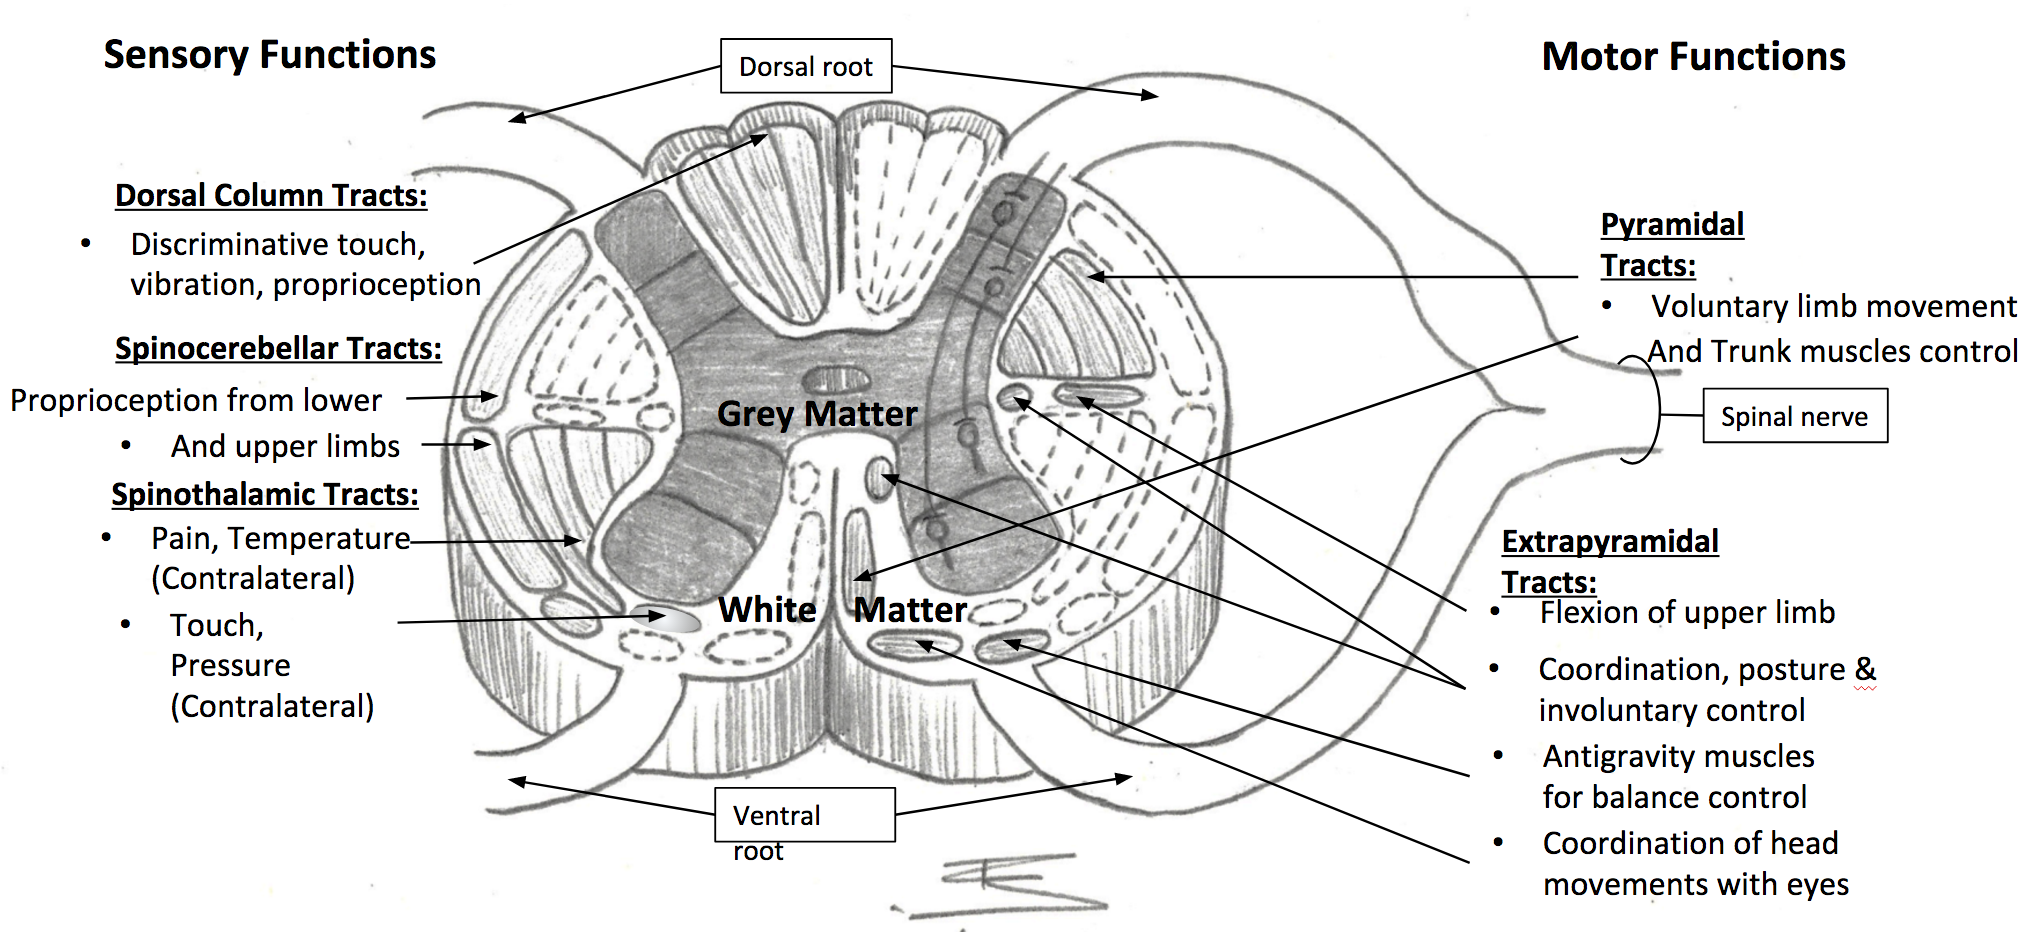 Sensory Functions
Dorsal root
Motor Functions
Dorsal Column Tracts:
• Discriminative touch,
vibration, proprioception
Spinocerebellar Tracts:
Proprioception from lower
• And upper limbs
Spinothalamic Tracts:
• Pain, Temperature
(Contralateral)
• Touch,
Pressure
(Contralateral)
Grey Matter
White Matter
Ventral
root
Pyramidal
Tracts:
• Voluntary limb movement
And Trunk muscles control
Spinal nerve
Extrapyramidal
Tracts:
• Flexion of upper limb
• Coordination, posture &
involuntary control
• Antigravity muscles
for balance control
• Coordination of head
movements with eyes